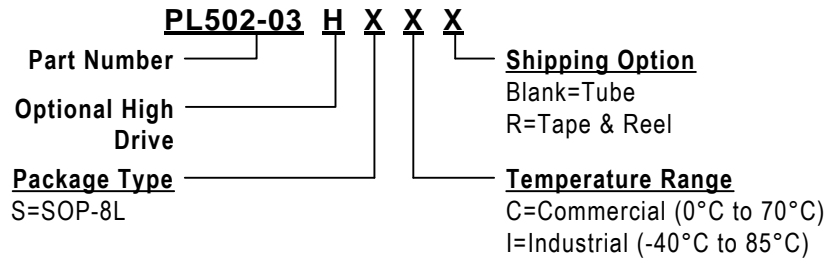 PL502-03 H X X X
Part Number
Optional High
Drive
Package Type
S=SOP-8L
Shipping Option
Blank=Tube
R=Tape & Reel
Temperature Range
C=Commercial (0°C to 70°C)
I=Industrial (-40°C to 85°C)